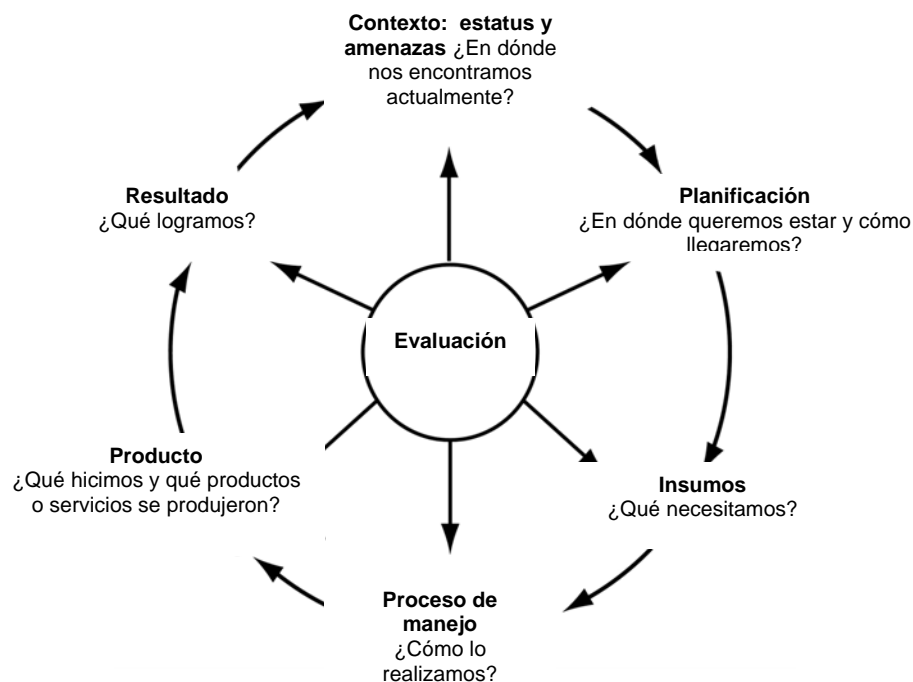 Contexto: estatus y
amenazas ¿En dónde
nos encontramos
actualmente?
Resultado
¿Qué logramos?
Planificación
¿En dónde queremos estar y cómo
llegaremos?
Evaluación
Producto
¿Qué hicimos y qué productos
o servicios se produjeron?
Insumos
¿Qué necesitamos?
Proceso de
manejo
¿Cómo lo
realizamos?